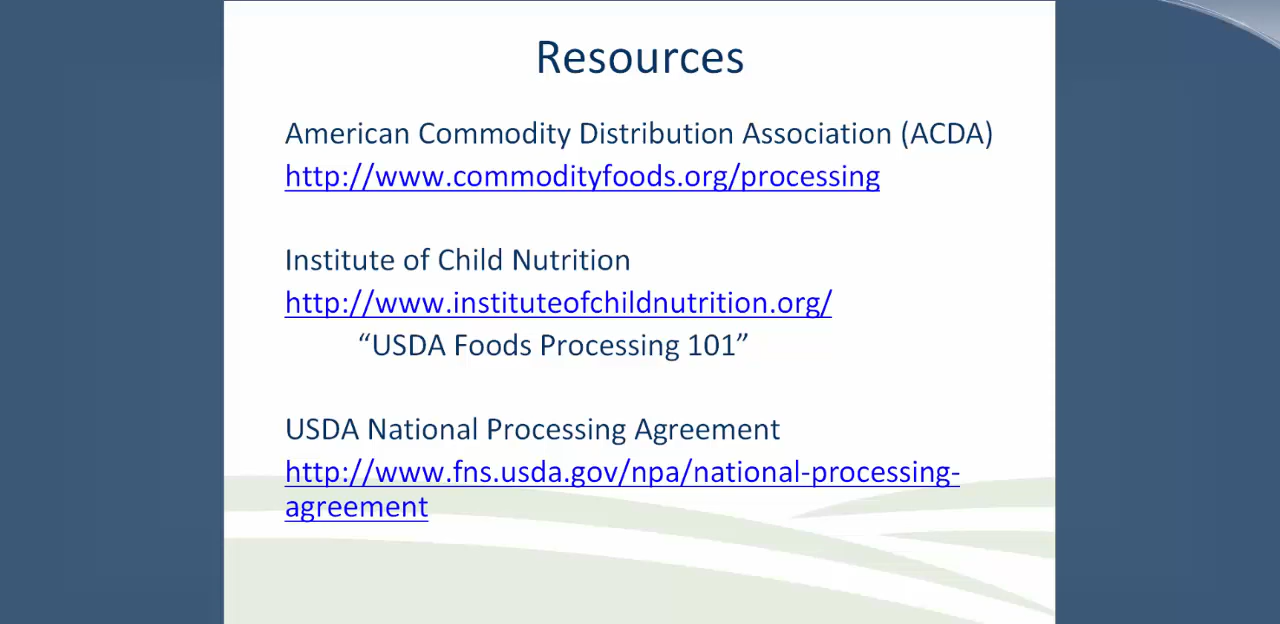 Resources
American Commodity Distribution Association (ACDA)
http://www.commodityfoods.org/processing
Institute of Child Nutrition
http://www.instituteofchildnutrition.org/
“USDA Foods Processing 101”
USDA National Processing Agreement
http://www.fns.usda.gov/npa/national-processing-
agreement